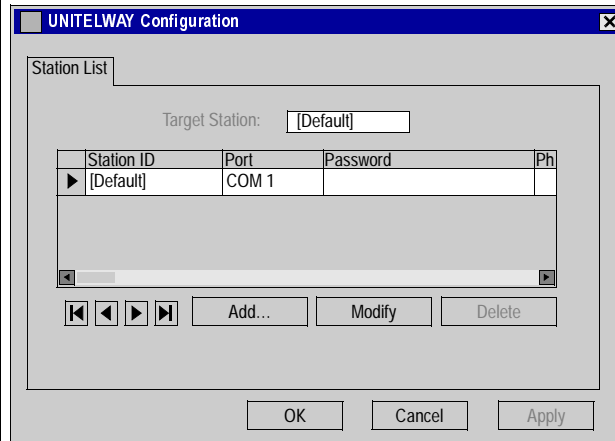 UNITELWAY Configuration
Station List
Target Station: [Default]
Station ID Port Password Ph
[Default] COM 1
Add... Modify Delete
OK Cancel Apply